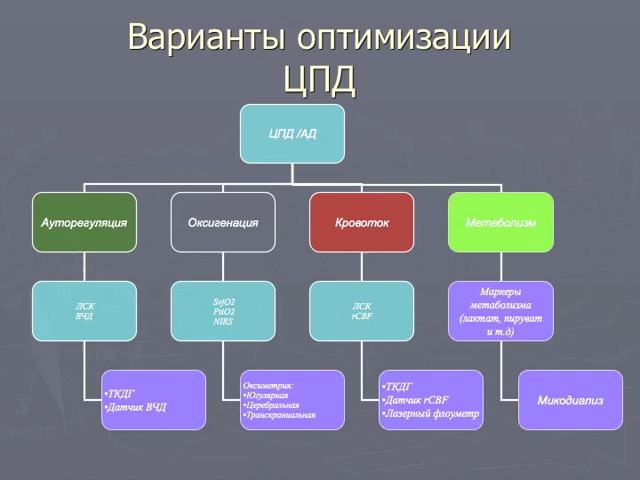 Варианты оптимизации
ЦПД
ЦПД /АД
Ауторегуляция
Оксигенация
Кровоток
Метаболизм
ЛСК
ВЧД
SvjO2
PtiO2
NIRS
ЛСК
rCBF
Маркеры
метаболизма
(лактат, пируват
и т.д)
•ТКДГ
•Датчик ВЧД
Оксиметрия:
•Югулярная
•Церебральная
•Транскраниальная
•ТКДГ
•Датчик rCBF
•Лазерный флоуметр
Микодиализ